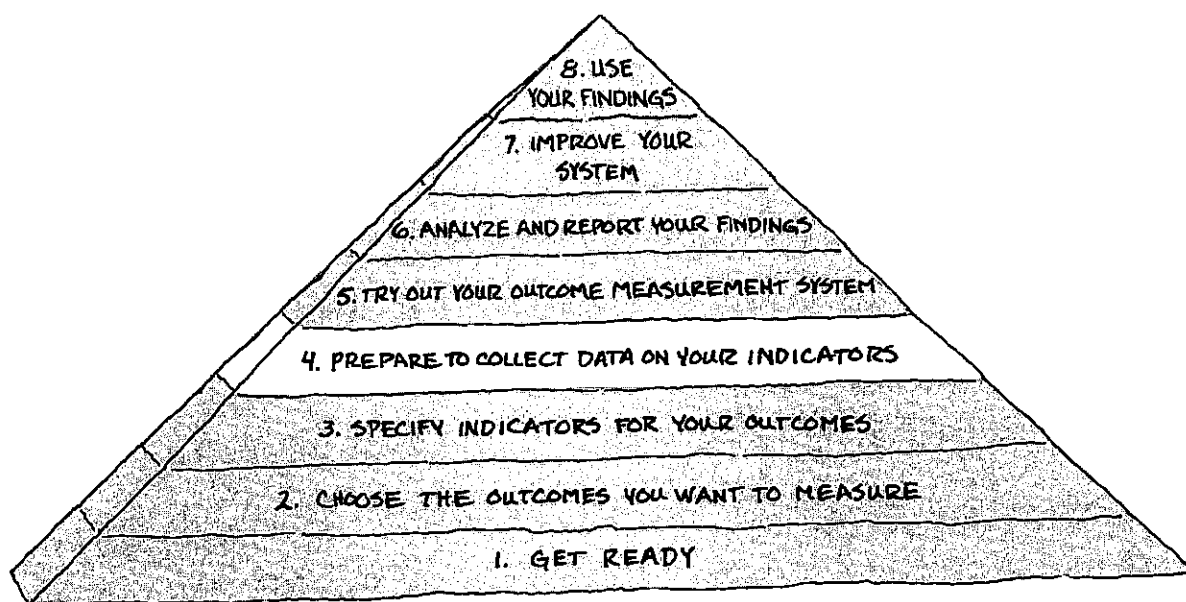 8. USE
YOUR FINDINGS
7. IMPROVE YOUR
SYSTEM
6. ANALYZE AND REPORT YOUR FINDINGS
5. TRY OUT YOUR OUTCOME MEASUREMENT SYSTEM
4. PREPARE TO COLLECT DATA ON YOUR INDICATORS
3. SPECIFY INDICATORS FOR YOUR OUTCOMES
2. CHOOSE THE OUTCOMES YOU WANT TO MEASURE
1. GET READY